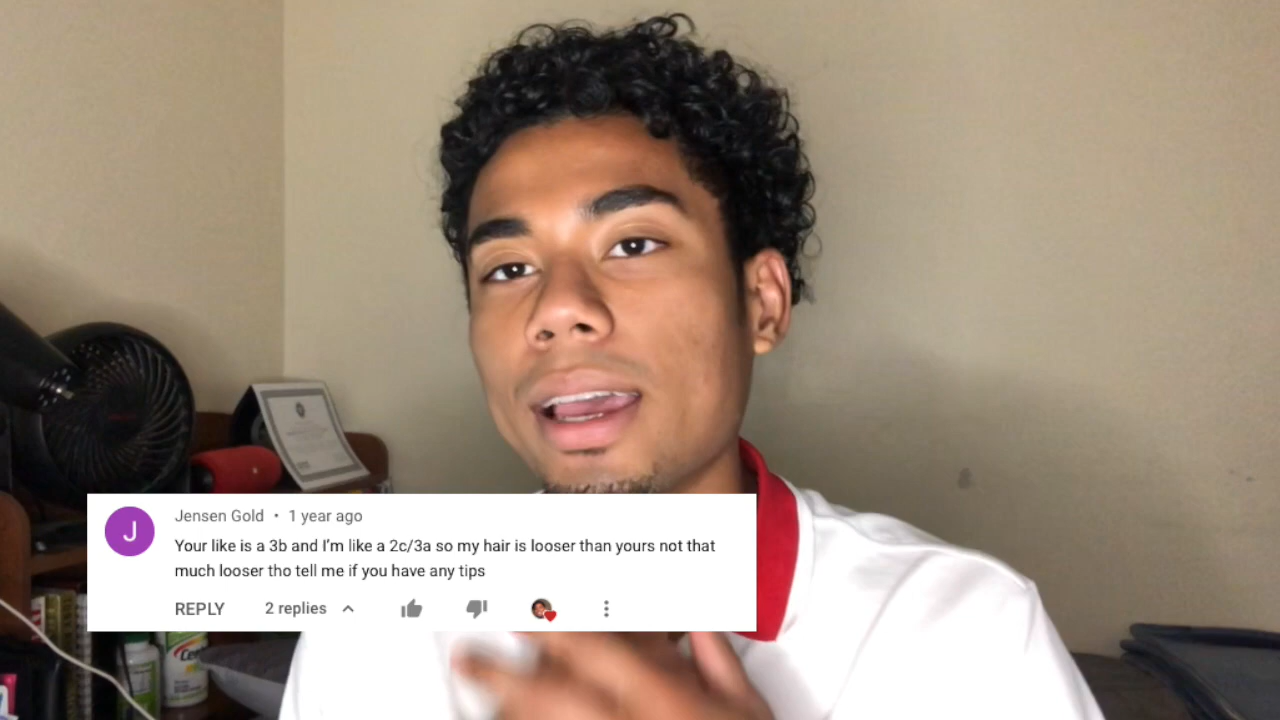 Jensen Gold • 1 year ago
Your like is a 3b and I'm like a 2c/3a so my hair is looser than yours not that
much looser tho tell me if you have any tips
REPLY 2 replies
J